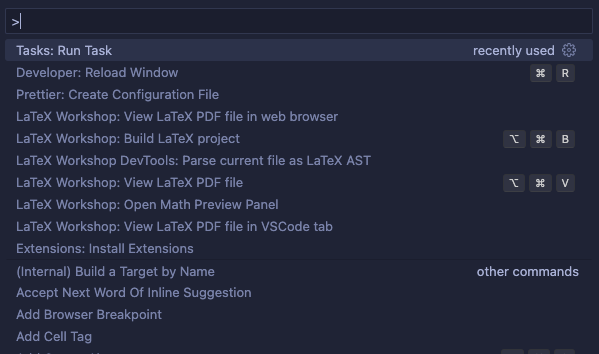 >
Tasks: Run Task recently used
Developer: Reload Window ⌘ R
Prettier: Create Configuration File
LaTeX Workshop: View LaTeX PDF file in web browser
LaTeX Workshop: Build LaTeX project ⌥ ⌘ B
LaTeX Workshop DevTools: Parse current file as LaTeX AST
LaTeX Workshop: View LaTeX PDF file ⌥ ⌘ V
LaTeX Workshop: Open Math Preview Panel
LaTeX Workshop: View LaTeX PDF file in VSCode tab
Extensions: Install Extensions
(Internal) Build a Target by Name other commands
Accept Next Word Of Inline Suggestion
Add Browser Breakpoint
Add Cell Tag